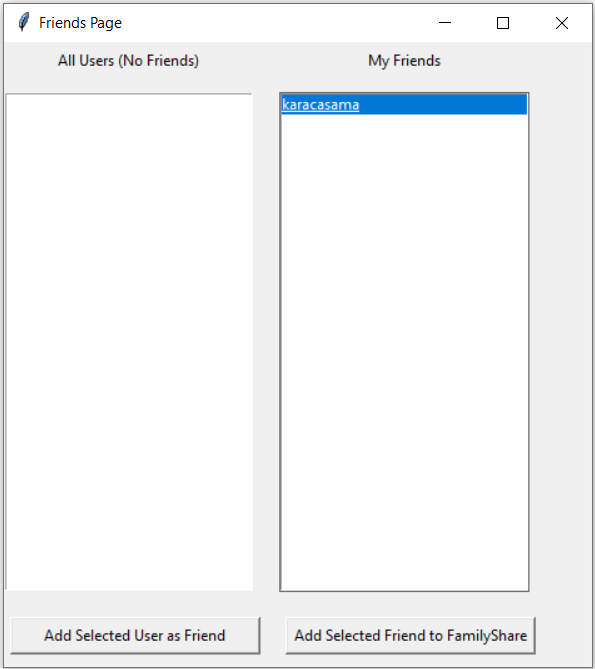 Friends Page
All Users (No Friends)
My Friends
karacasama
Add Selected User as Friend
Add Selected Friend to FamilyShare